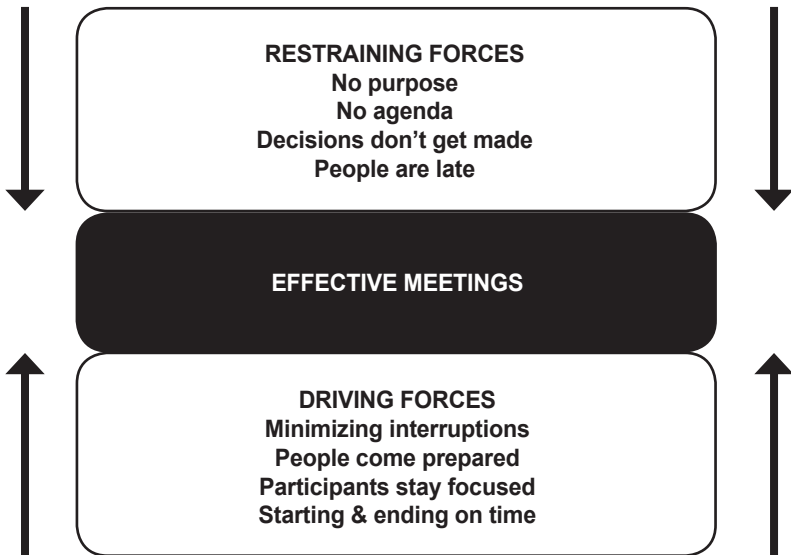 RESTRAINING FORCES
No purpose
No agenda
Decisions don’t get made
People are late
EFFECTIVE MEETINGS
DRIVING FORCES
Minimizing interruptions
People come prepared
Participants stay focused
Starting & ending on time